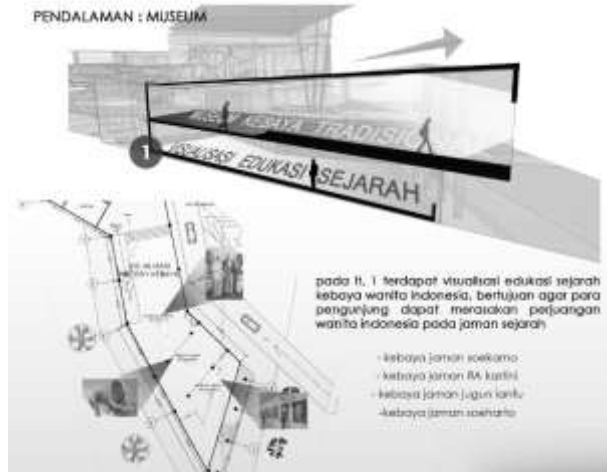 PENDALAMAN : MUSEUM
MUSEUM KEBAYA TRADISI
1
VISUALISASI EDUKASI SEJARAH
pada lt. 1 terdapat visualisasi edukasi sejarah
kebaya wanita indonesia, bertujuan agar para
pengunjung dapat merasakan perjuangan
wanita indonesia pada jaman sejarah
- kebaya jaman soekarno
- kebaya jaman RA kartini
- kebaya jaman jugun ianfu
-kebaya jaman soeharto